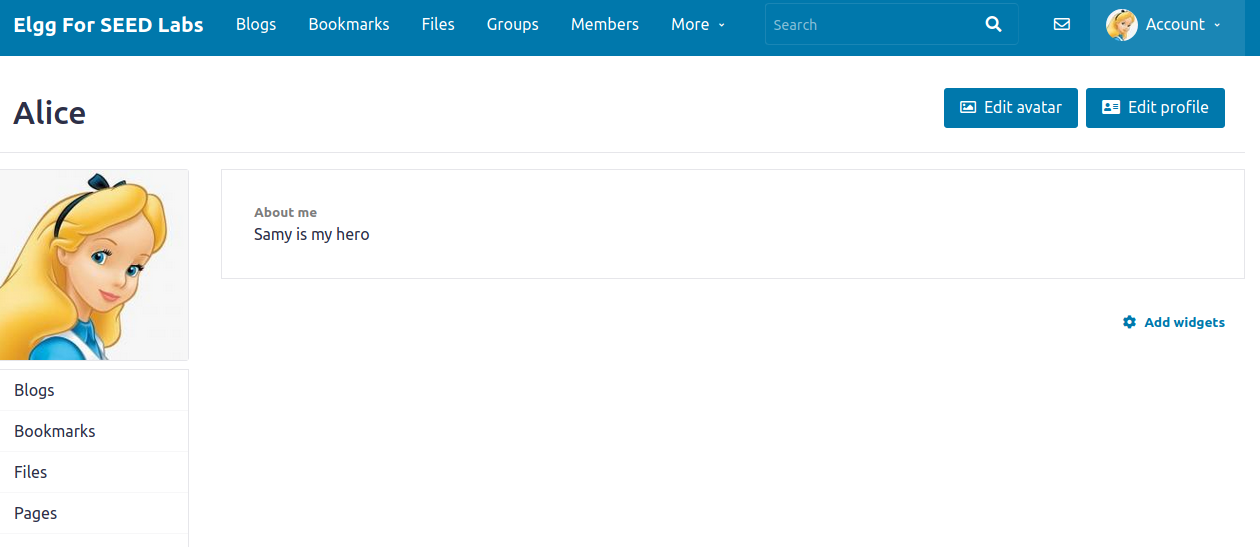 Elgg For SEED Labs Blogs Bookmarks Files Groups Members More Search Account
Alice Edit avatar Edit profile
About me
Samy is my hero
Add widgets
Blogs
Bookmarks
Files
Pages